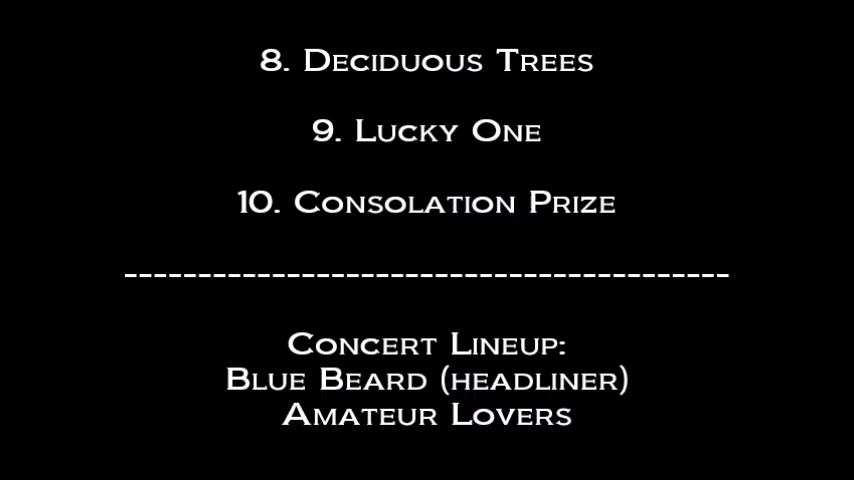 8. Deciduous Trees
9. Lucky One
10. Consolation Prize
-----------------------------------------
Concert Lineup:
Blue Beard (headliner)
Amateur Lovers